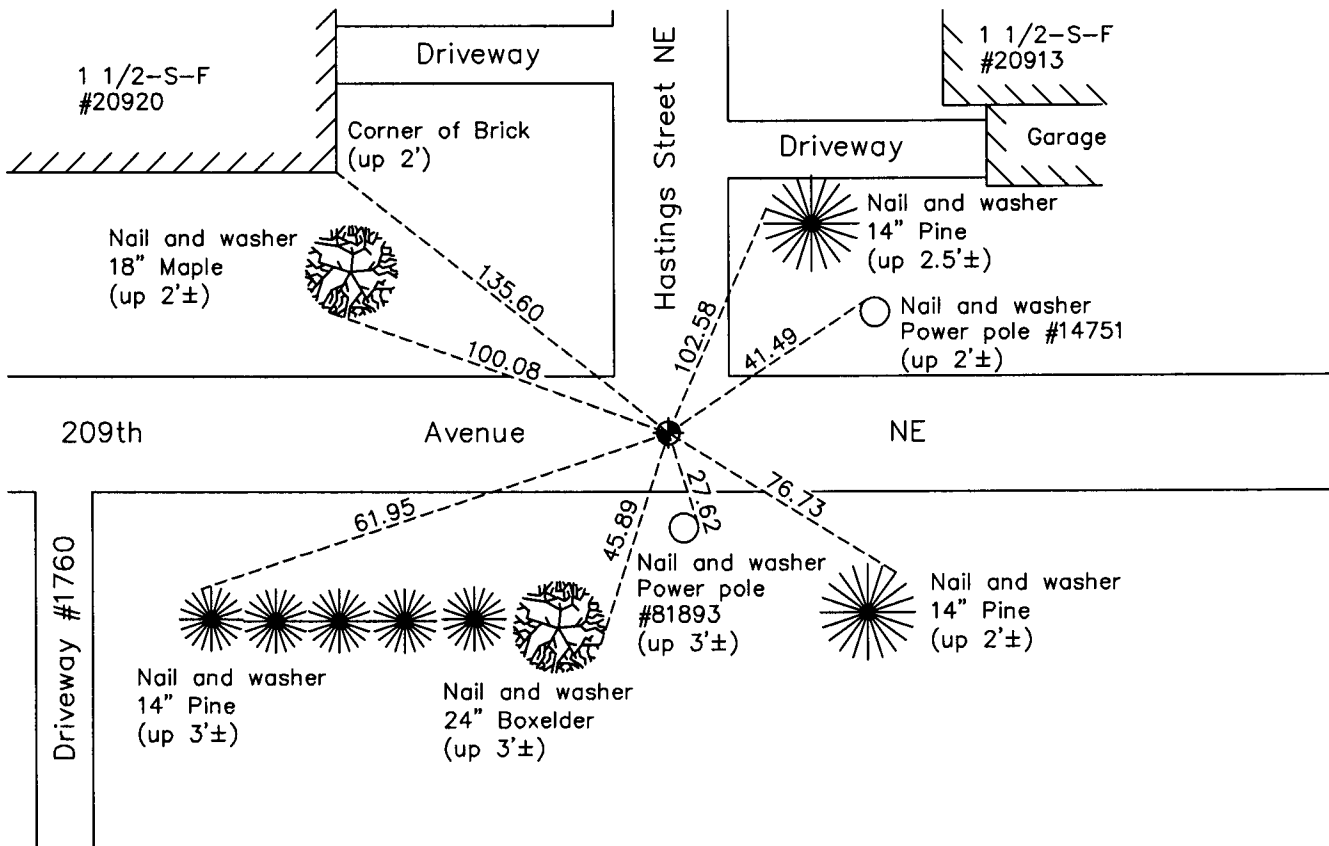 1 1/2-S-F
#20920
Driveway
Hastings Street NE
1 1/2-S-F
#20913
Corner of Brick
(up 2')
Driveway
Garage
Nail and washer
18" Maple
(up 2'±)
Nail and washer
14" Pine
(up 2.5'±)
135.60
100.08
102.58
41.49
Nail and washer
Power pole #14751
(up 2'±)
209th Avenue NE
61.95
45.89
27.62
76.73
Driveway #1760
Nail and washer
14" Pine
(up 3'±)
Nail and washer
24" Boxelder
(up 3'±)
Nail and washer
Power pole
#81893
(up 3'±)
Nail and washer
14" Pine
(up 2'±)